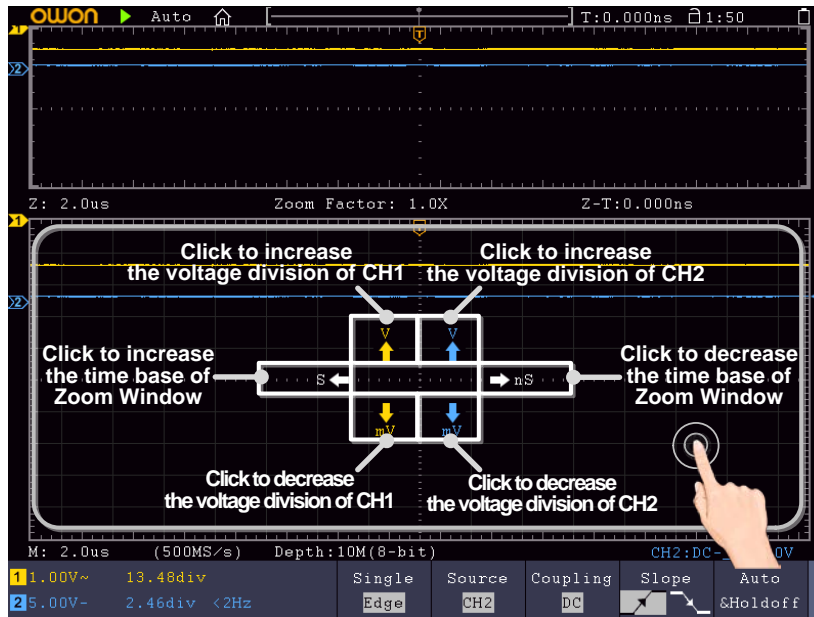 OWON Auto T:0.000ns 1:50
T
1
2
Z: 2.0us Zoom Factor: 1.0X Z-T:0.000ns
1
T
Click to increase
the voltage division of CH1
Click to increase
the voltage division of CH2
2
V V
Click to increase
the time base of
Zoom Window
S nS
Click to decrease
the time base of
Zoom Window
mV mV
Click to decrease
the voltage division of CH1
Click to decrease
the voltage division of CH2
M: 2.0us (500MS/s) Depth:10M(8-bit) CH2:DC-
1 1.00V~ 13.48div Single Source Coupling Slope Auto
2 5.00V- 2.46div <2Hz Edge CH2 DC &Holdoff